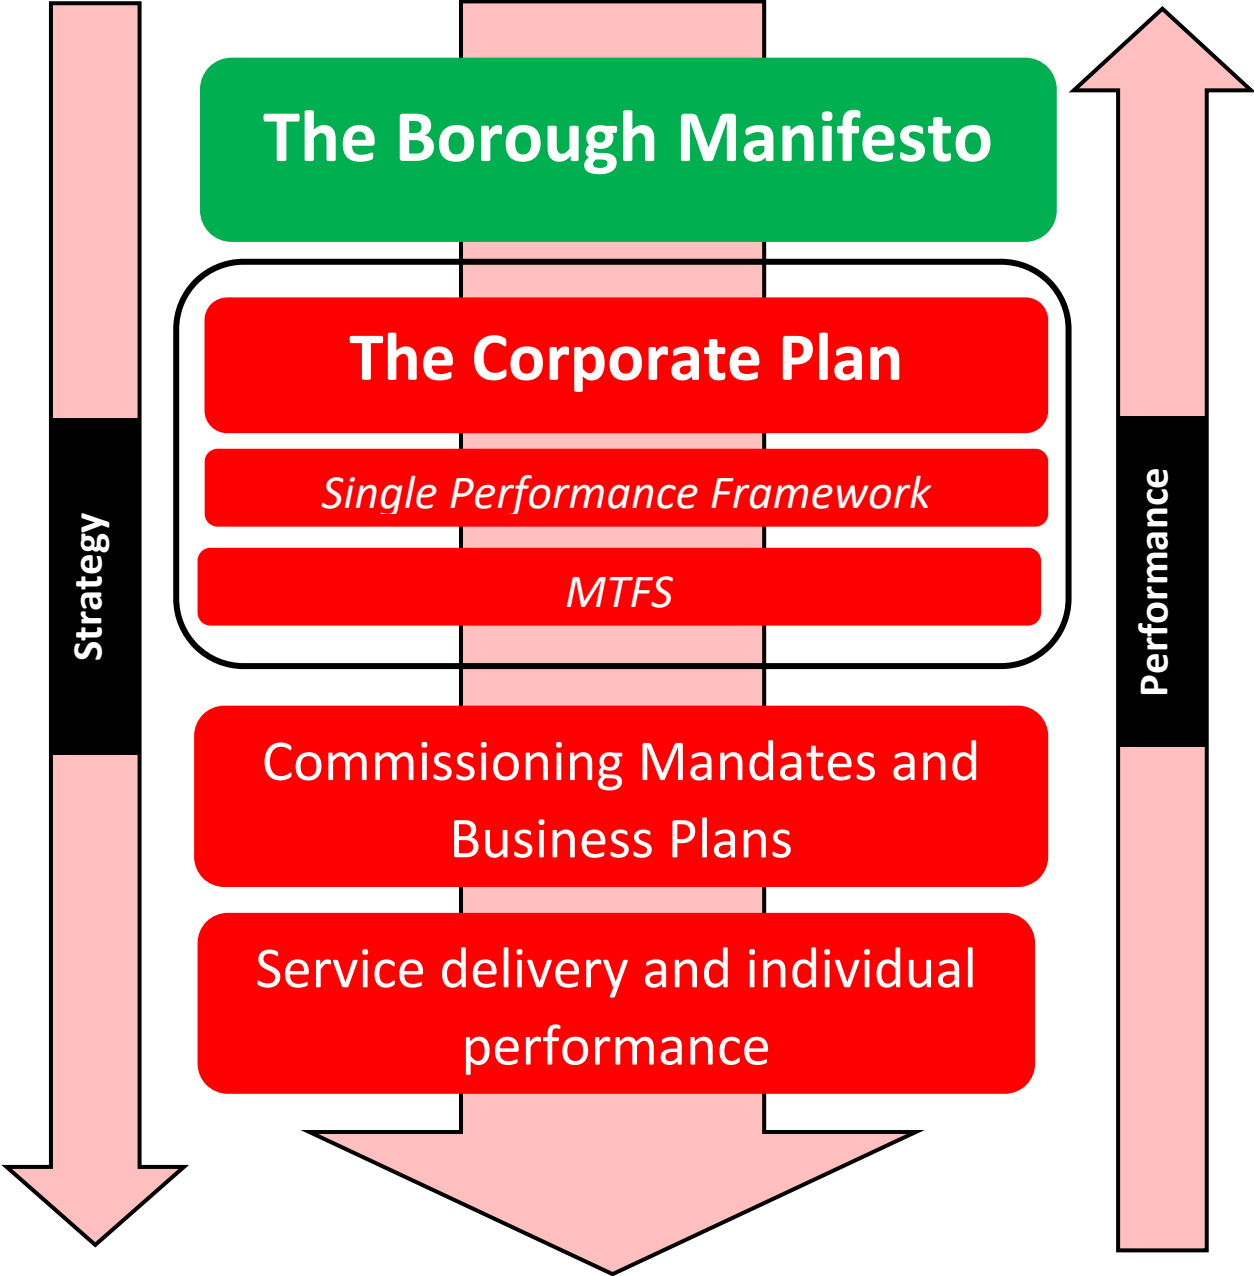 The Borough Manifesto
The Corporate Plan
Single Performance Framework
MTFS
Commissioning Mandates and
Business Plans
Service delivery and individual
performance
Strategy
Performance